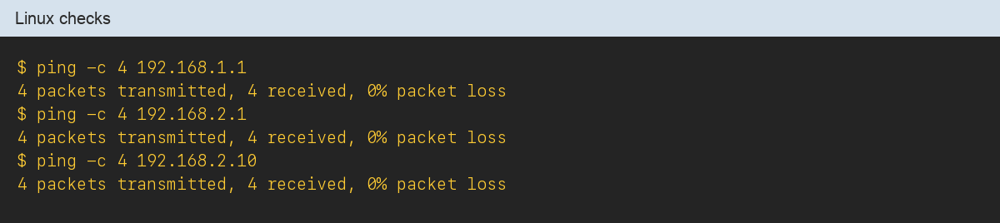 Linux checks
$ ping -c 4 192.168.1.1
4 packets transmitted, 4 received, 0% packet loss
$ ping -c 4 192.168.2.1
4 packets transmitted, 4 received, 0% packet loss
$ ping -c 4 192.168.2.10
4 packets transmitted, 4 received, 0% packet loss